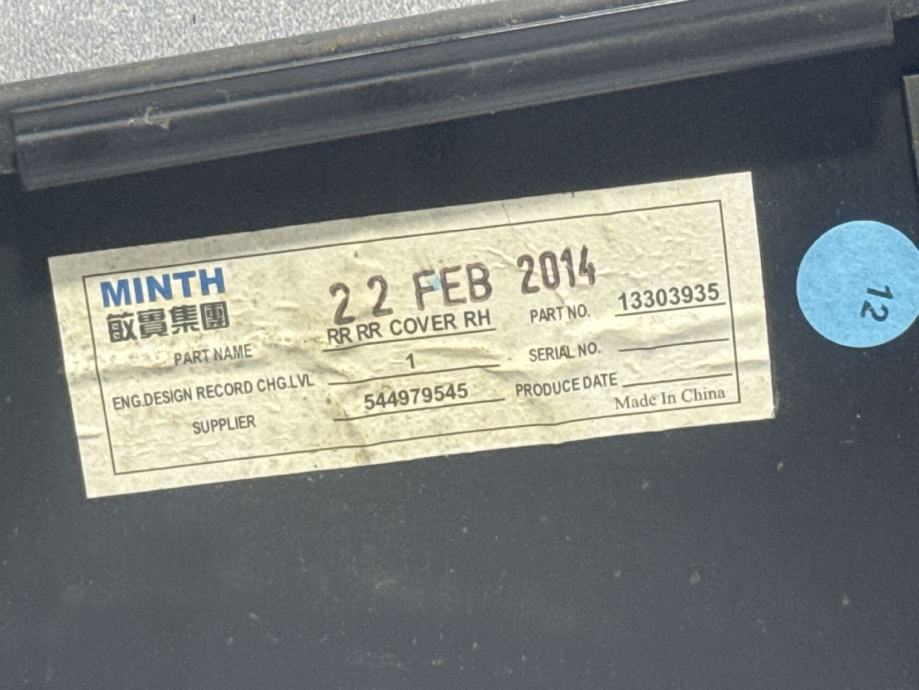 MINTH
敏實集團
22 FEB 2014
PART NAME RR RR COVER RH PART NO. 13303935
ENG.DESIGN RECORD CHG.LVL 1 SERIAL NO.
SUPPLIER 544979545 PRODUCE DATE
Made In China
12